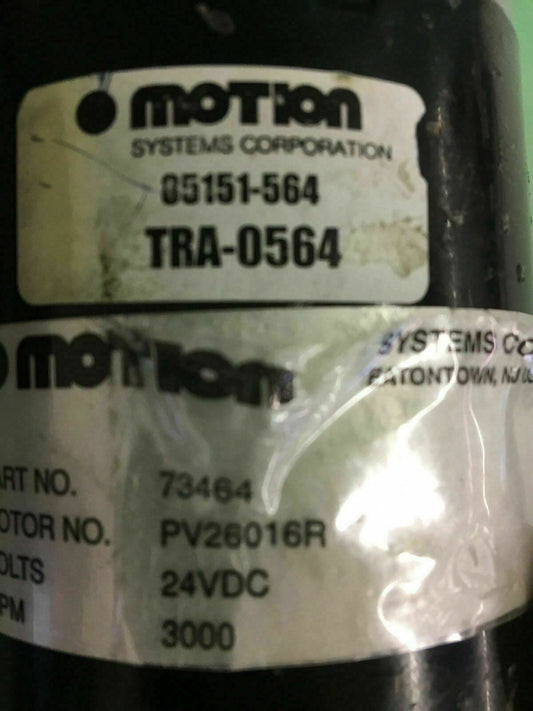 MOTION
SYSTEMS CORPORATION
85151-564
TRA-0564
MOTION
SYSTEMS CO
EATONTOWN, NJ
ART NO. 73464
OTOR NO. PV26016R
OLTS 24VDC
PM 3000